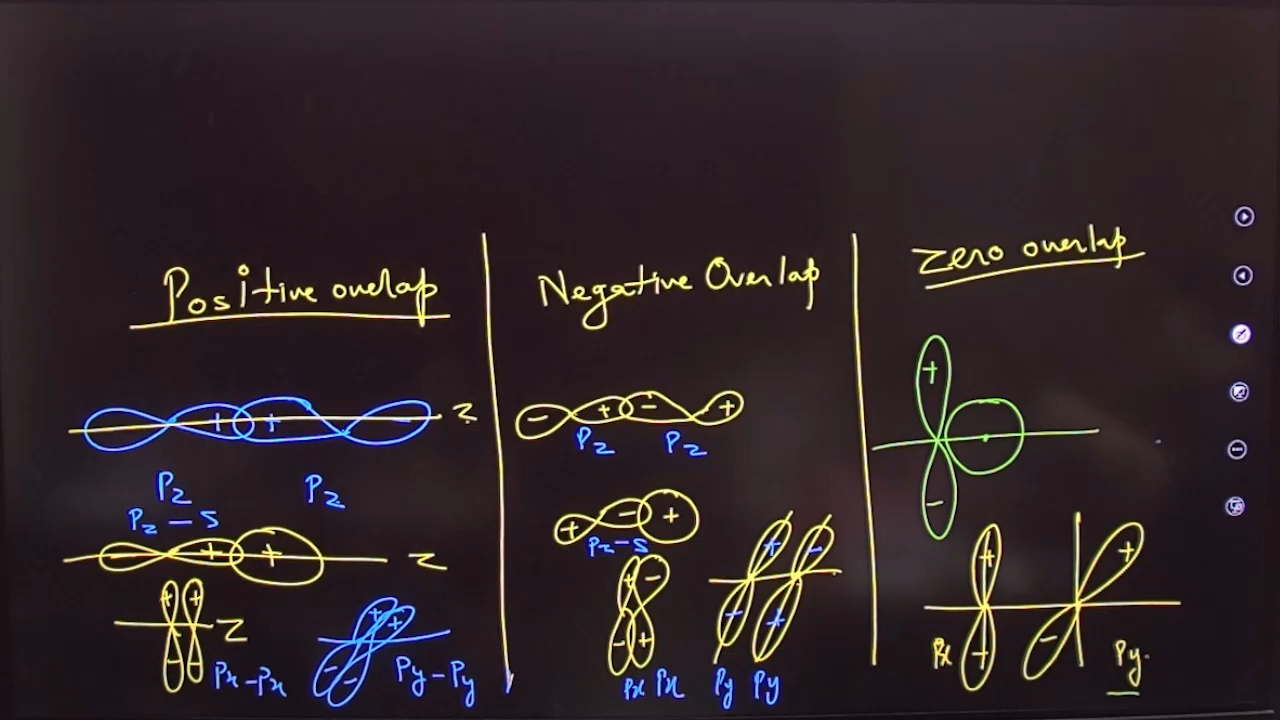 Positive overlap
+ + - z
Pz Pz
Pz - S
- + + z
+ + z
- -
Px - Px
+ +
- -
Py - Py
Negative Overlap
- + - +
Pz Pz
+ - +
Pz - S
+ -
- +
Px Px
+ -
- +
Py Py
Zero overlap
+
-
+ +
+ -
Px Py.